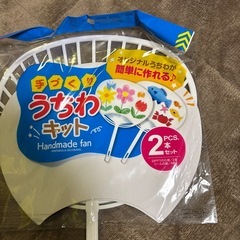 オリジナルうちわが
簡単に作れる♪
手づくり
うちわ
キット
Handmade fan
2 PCS.
本
セット